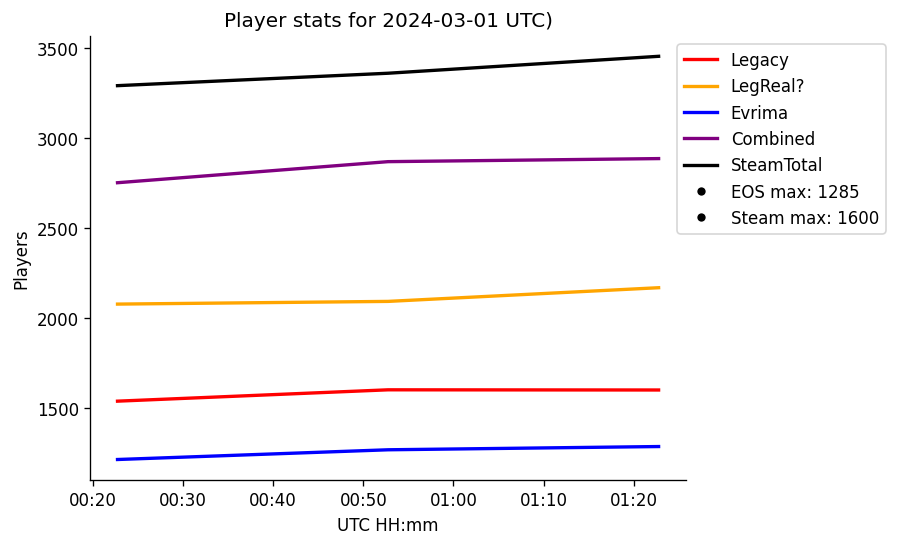 Player stats for 2024-03-01 UTC)
3500
3000
2500
2000
1500
Players
00:20 00:30 00:40 00:50 01:00 01:10 01:20
UTC HH:mm
Legacy
LegReal?
Evrima
Combined
SteamTotal
EOS max: 1285
Steam max: 1600